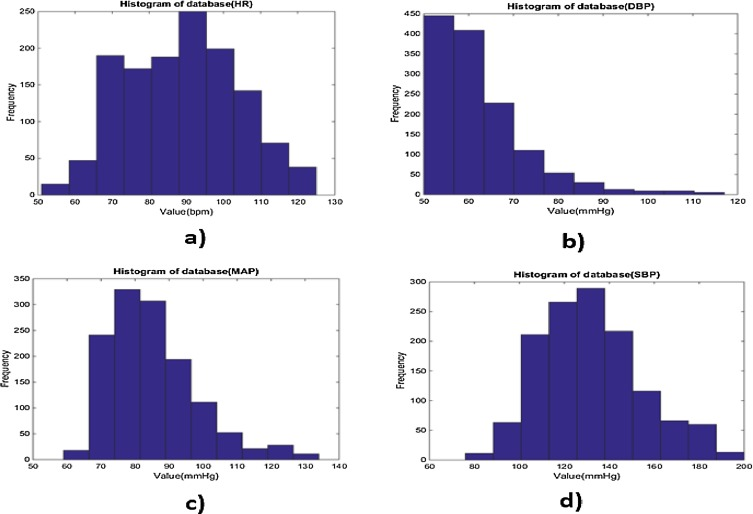 Histogram of database(HR)
250
200
150
100
50
0
Frequency
50 60 70 80 90 100 110 120 130
Value(bpm)
a)
Histogram of database(DBP)
450
400
350
300
250
200
150
100
50
0
Frequency
50 60 70 80 90 100 110 120
Value(mmHg)
b)
Histogram of database(MAP)
350
300
250
200
150
100
50
0
Frequency
50 60 70 80 90 100 110 120 130 140
Value(mmHg)
c)
Histogram of database(SBP)
300
250
200
150
100
50
0
Frequency
60 80 100 120 140 160 180 200
Value(mmHg)
d)